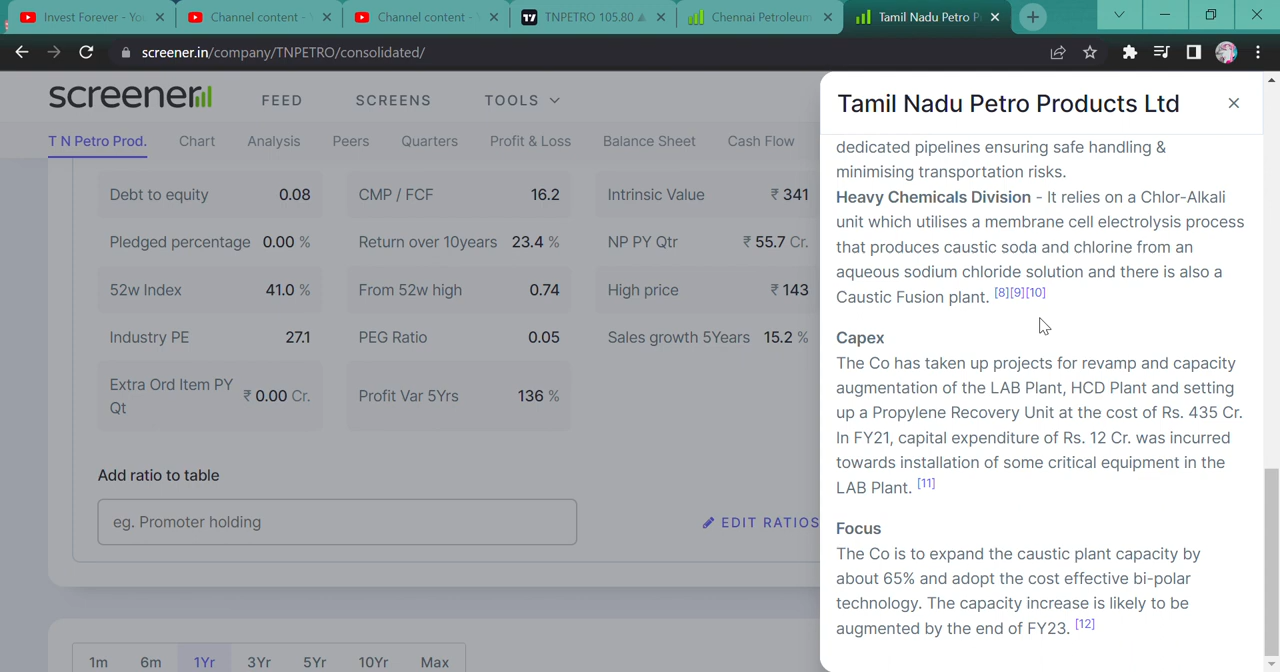 Invest Forever - Yo
Channel content -
Channel content -
TNPETRO 105.80
Chennai Petroleum
Tamil Nadu Petro P
screener.in/company/TNPETRO/consolidated/
screener
FEED
SCREENS
TOOLS
T N Petro Prod.
Chart
Analysis
Peers
Quarters
Profit & Loss
Balance Sheet
Cash Flow
Debt to equity 0.08
CMP / FCF 16.2
Intrinsic Value ₹ 341
Pledged percentage 0.00 %
Return over 10years 23.4 %
NP PY Qtr ₹ 55.7 Cr.
52w Index 41.0 %
From 52w high 0.74
High price ₹ 143
Industry PE 27.1
PEG Ratio 0.05
Sales growth 5Years 15.2 %
Extra Ord Item PY
Qt ₹ 0.00 Cr.
Profit Var 5Yrs 136 %
Add ratio to table
eg. Promoter holding
EDIT RATIOS
1m 6m 1Yr 3Yr 5Yr 10Yr Max
Tamil Nadu Petro Products Ltd
dedicated pipelines ensuring safe handling &
minimising transportation risks.
Heavy Chemicals Division - It relies on a Chlor-Alkali
unit which utilises a membrane cell electrolysis process
that produces caustic soda and chlorine from an
aqueous sodium chloride solution and there is also a
Caustic Fusion plant. [8][9][10]
Capex
The Co has taken up projects for revamp and capacity
augmentation of the LAB Plant, HCD Plant and setting
up a Propylene Recovery Unit at the cost of Rs. 435 Cr.
In FY21, capital expenditure of Rs. 12 Cr. was incurred
towards installation of some critical equipment in the
LAB Plant. [11]
Focus
The Co is to expand the caustic plant capacity by
about 65% and adopt the cost effective bi-polar
technology. The capacity increase is likely to be
augmented by the end of FY23. [12]